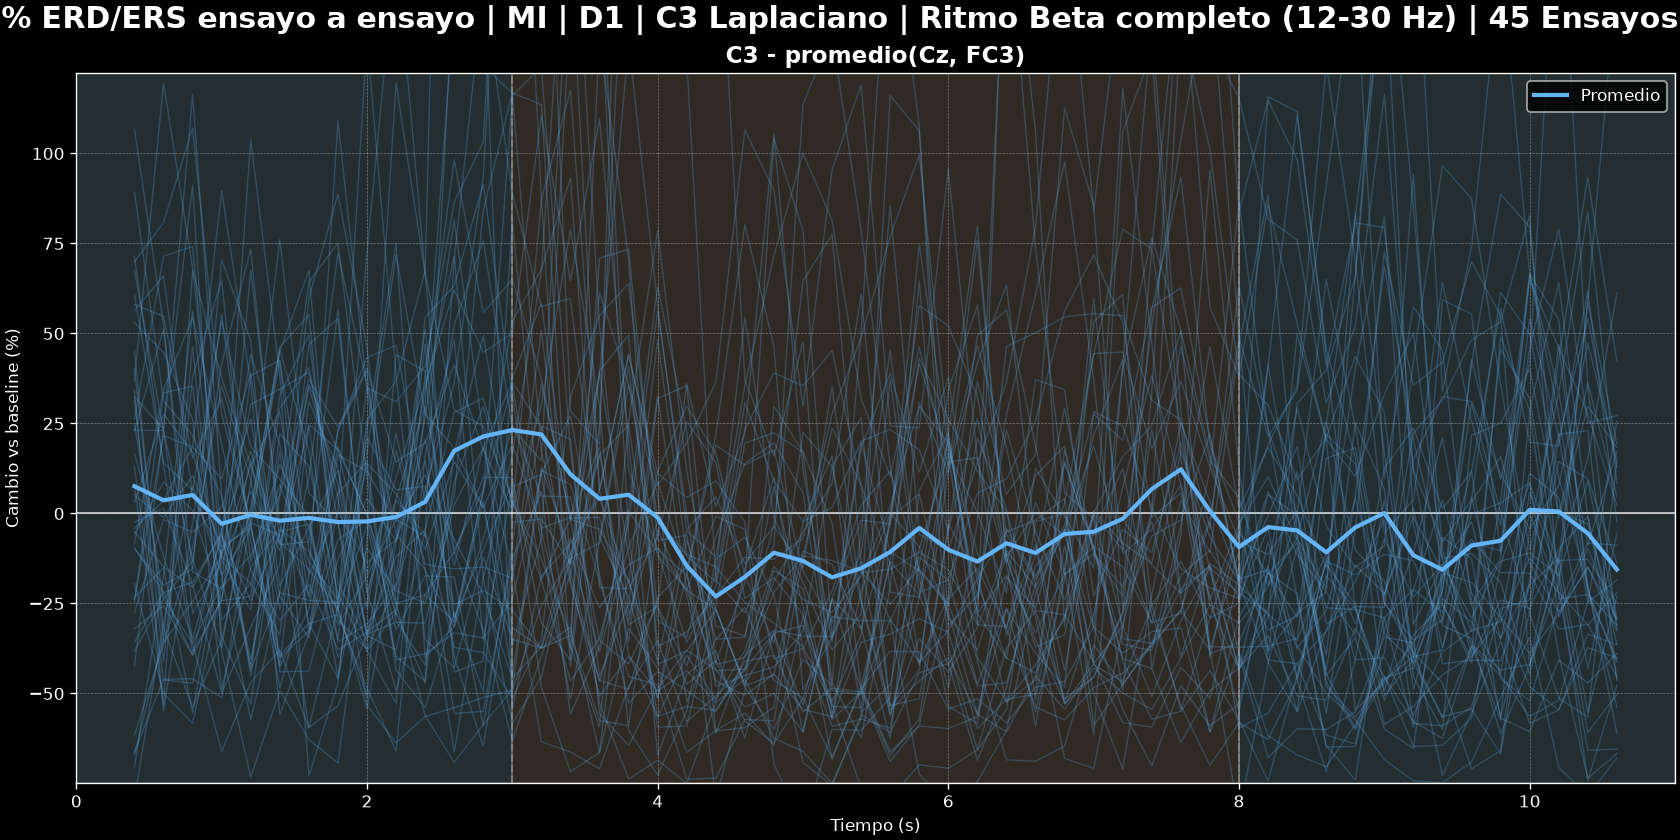 % ERD/ERS ensayo a ensayo | MI | D1 | C3 Laplaciano | Ritmo Beta completo (12-30 Hz) | 45 Ensayos
C3 - promedio(Cz, FC3)
Promedio
Cambio vs baseline (%)
100
75
50
25
0
−25
−50
0 2 4 6 8 10
Tiempo (s)